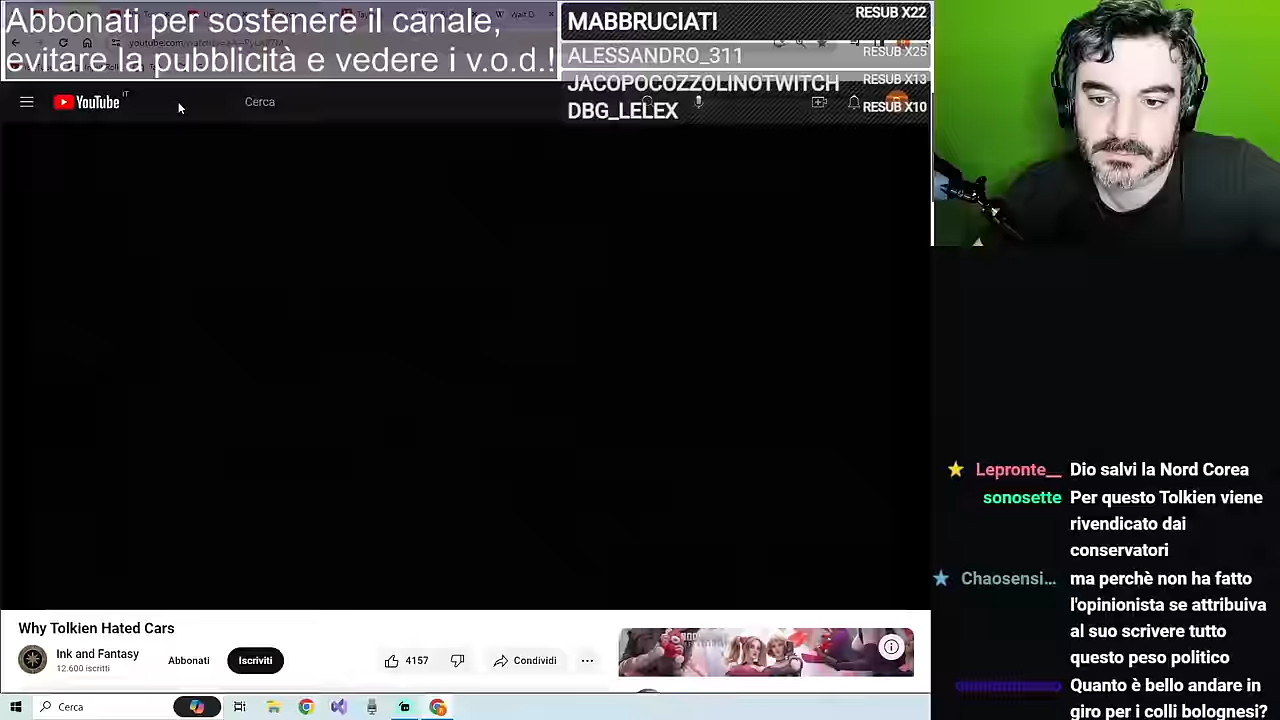 Abbonati per sostenere il canale,
evitare la pubblicità e vedere i v.o.d.!
MABBRUCIATI RESUB X22
ALESSANDRO_311 RESUB X25
JACOPOCOZZOLINOTWITCH RESUB X13
DBG_LELEX RESUB X10
YouTube IT
Cerca
Lepronte__ Dio salvi la Nord Corea
sonosette Per questo Tolkien viene
rivendicato dai
conservatori
Chaosensi... ma perchè non ha fatto
l'opinionista se attribuiva
al suo scrivere tutto
questo peso politico
Quanto è bello andare in
giro per i colli bolognesi?
Why Tolkien Hated Cars
Ink and Fantasy
12.600 iscritti
Abbonati
Iscriviti
4157
Condividi
Cerca